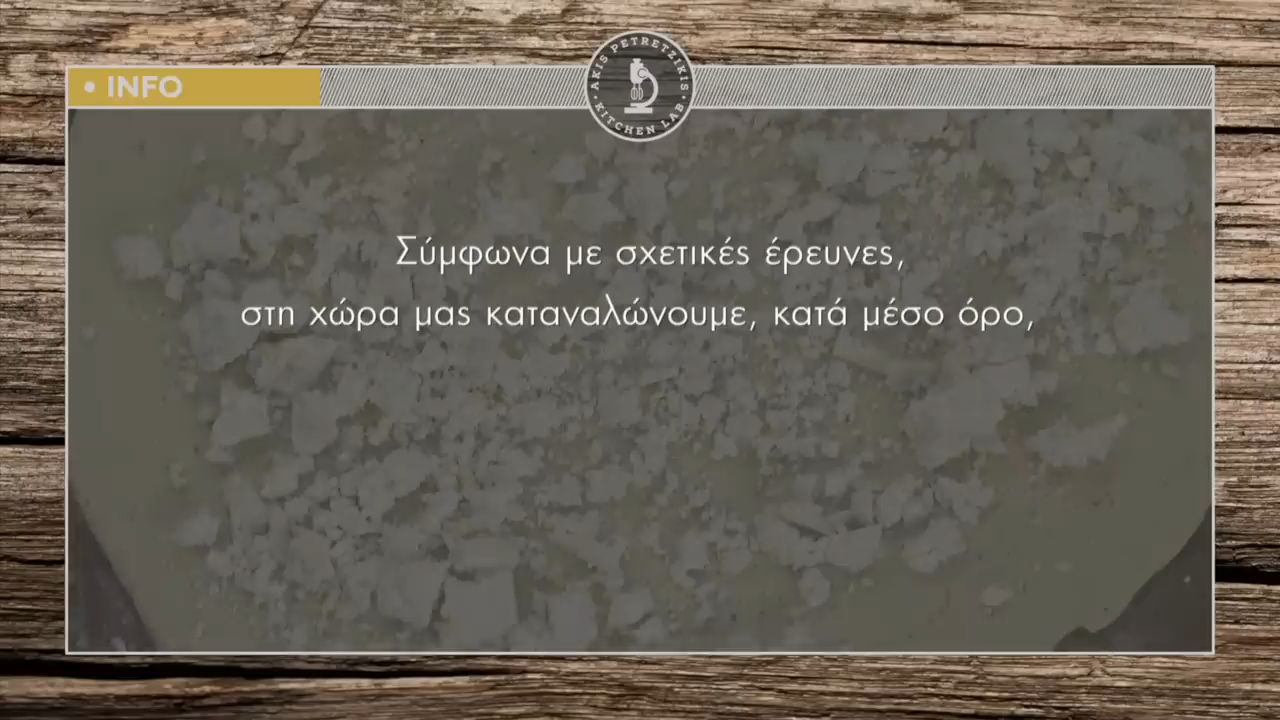 • INFO
AKIS PETRETZIKIS
• KITCHEN LAB •
Σύμφωνα με σχετικές έρευνες,
στη χώρα μας καταναλώνουμε, κατά μέσο όρο,